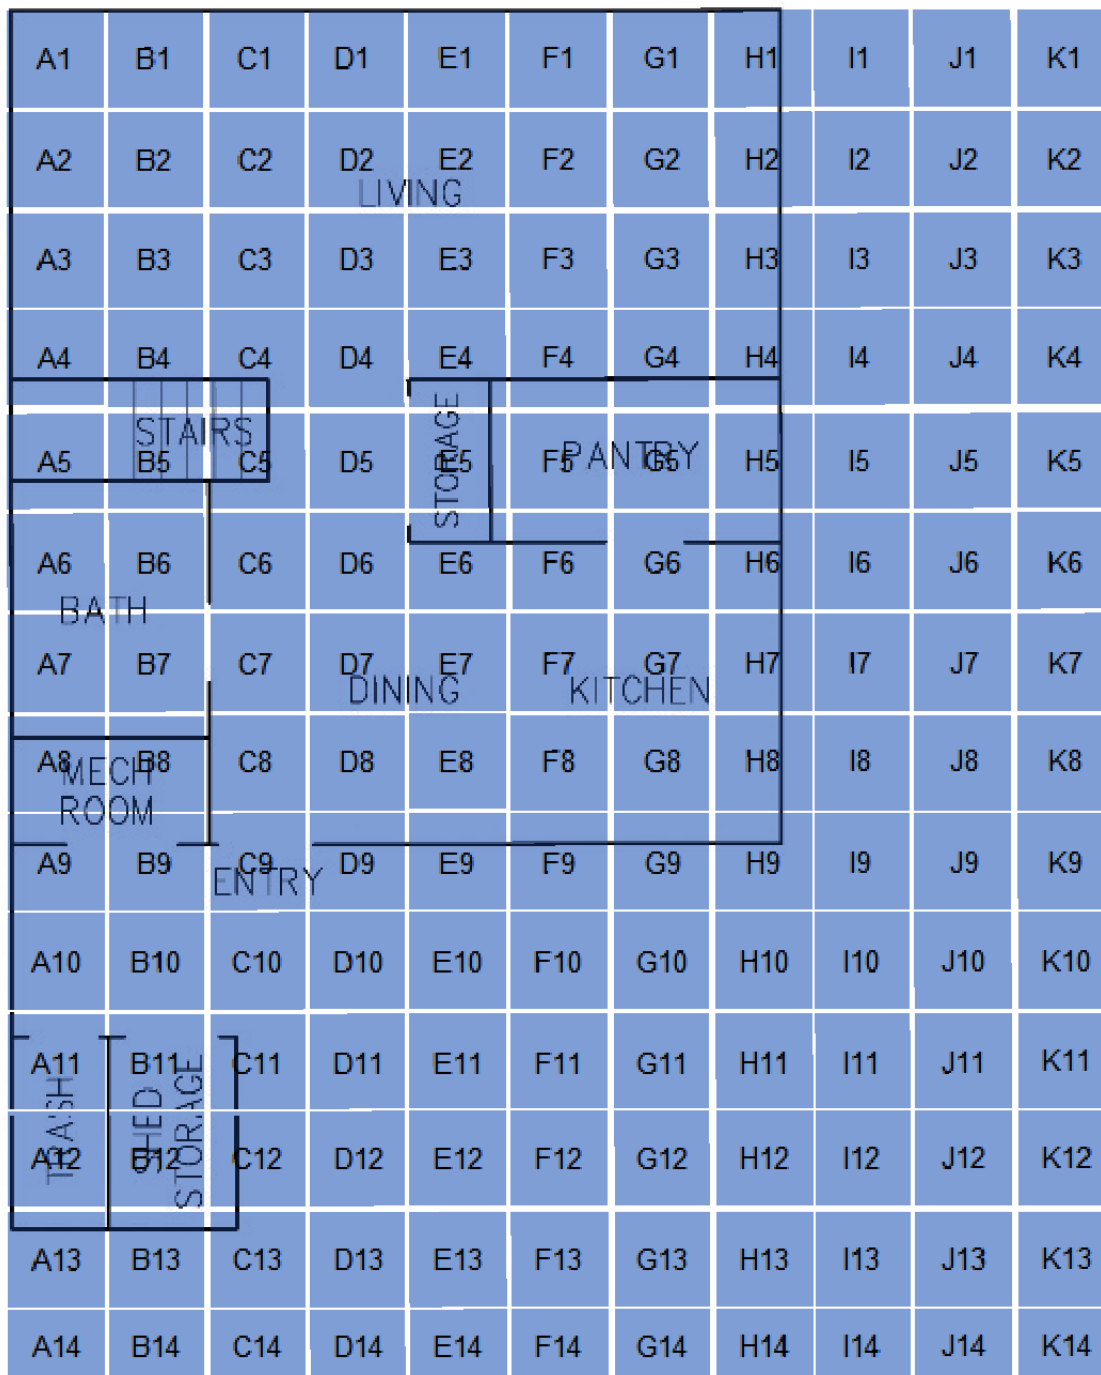 A1 B1 C1 D1 E1 F1 G1 H1 I1 J1 K1
A2 B2 C2 D2 E2 F2 G2 H2 I2 J2 K2
LIVING
A3 B3 C3 D3 E3 F3 G3 H3 I3 J3 K3
A4 B4 C4 D4 E4 F4 G4 H4 I4 J4 K4
STAIRS
STORAGE
PANTRY
A5 B5 C5 D5 E5 F5 G5 H5 I5 J5 K5
A6 B6 C6 D6 E6 F6 G6 H6 I6 J6 K6
BATH
A7 B7 C7 D7 E7 F7 G7 H7 I7 J7 K7
DINING KITCHEN
A8 B8 C8 D8 E8 F8 G8 H8 I8 J8 K8
MECH
ROOM
A9 B9 C9 D9 E9 F9 G9 H9 I9 J9 K9
ENTRY
A10 B10 C10 D10 E10 F10 G10 H10 I10 J10 K10
A11 B11 C11 D11 E11 F11 G11 H11 I11 J11 K11
TRASH
SHED
STORAGE
A12 B12 C12 D12 E12 F12 G12 H12 I12 J12 K12
A13 B13 C13 D13 E13 F13 G13 H13 I13 J13 K13
A14 B14 C14 D14 E14 F14 G14 H14 I14 J14 K14